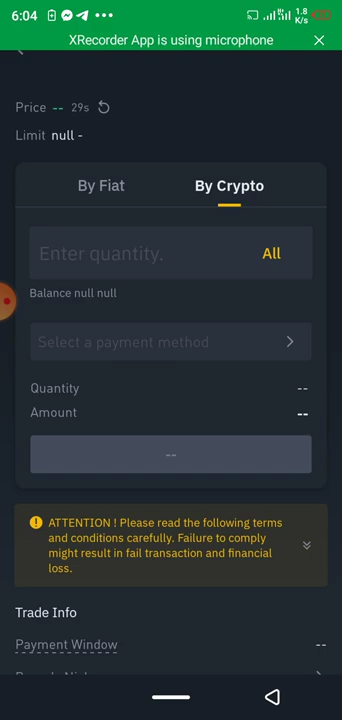 6:04
1.8
K/s
XRecorder App is using microphone
Price -- 29s
Limit null -
By Fiat
By Crypto
Enter quantity.
All
Balance null null
Select a payment method
Quantity --
Amount --
--
ATTENTION ! Please read the following terms
and conditions carefully. Failure to comply
might result in fail transaction and financial
loss.
Trade Info
Payment Window --